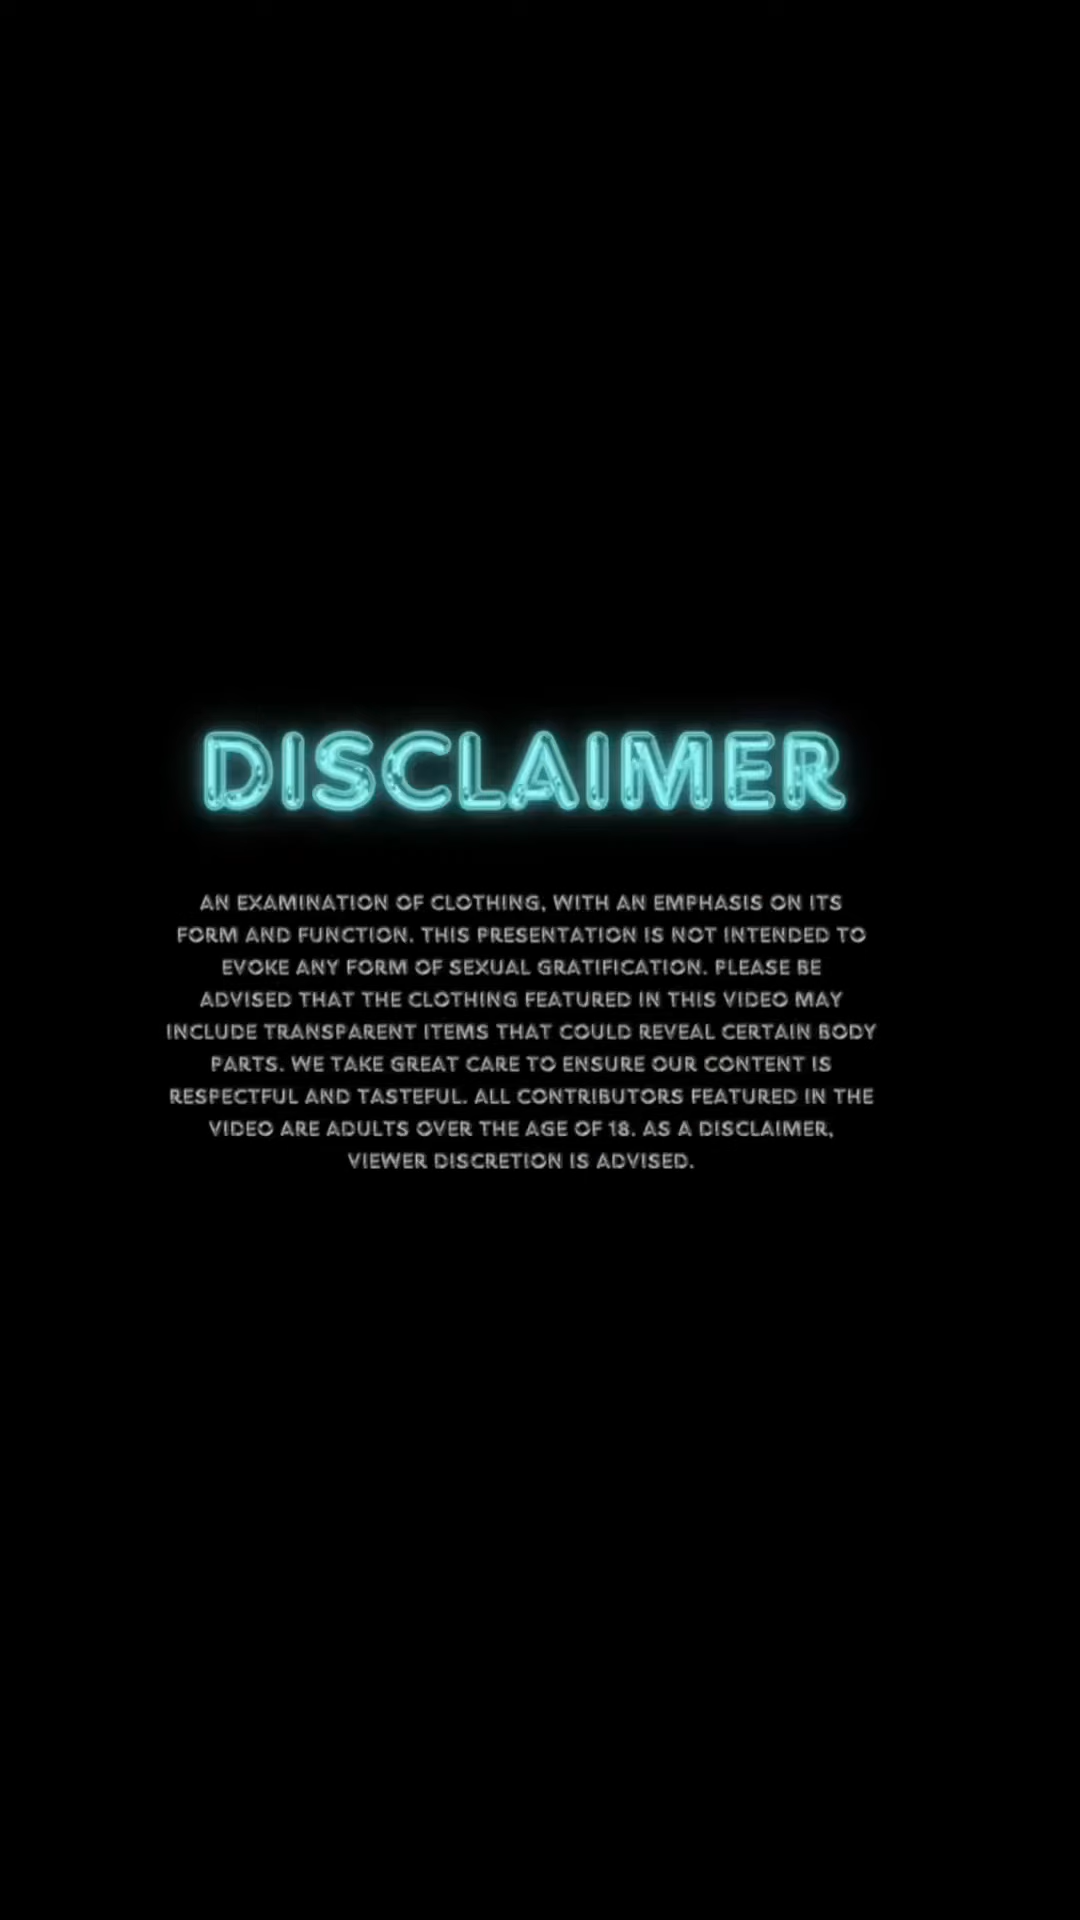 DISCLAIMER
AN EXAMINATION OF CLOTHING, WITH AN EMPHASIS ON ITS
FORM AND FUNCTION. THIS PRESENTATION IS NOT INTENDED TO
EVOKE ANY FORM OF SEXUAL GRATIFICATION. PLEASE BE
ADVISED THAT THE CLOTHING FEATURED IN THIS VIDEO MAY
INCLUDE TRANSPARENT ITEMS THAT COULD REVEAL CERTAIN BODY
PARTS. WE TAKE GREAT CARE TO ENSURE OUR CONTENT IS
RESPECTFUL AND TASTEFUL. ALL CONTRIBUTORS FEATURED IN THE
VIDEO ARE ADULTS OVER THE AGE OF 18. AS A DISCLAIMER,
VIEWER DISCRETION IS ADVISED.